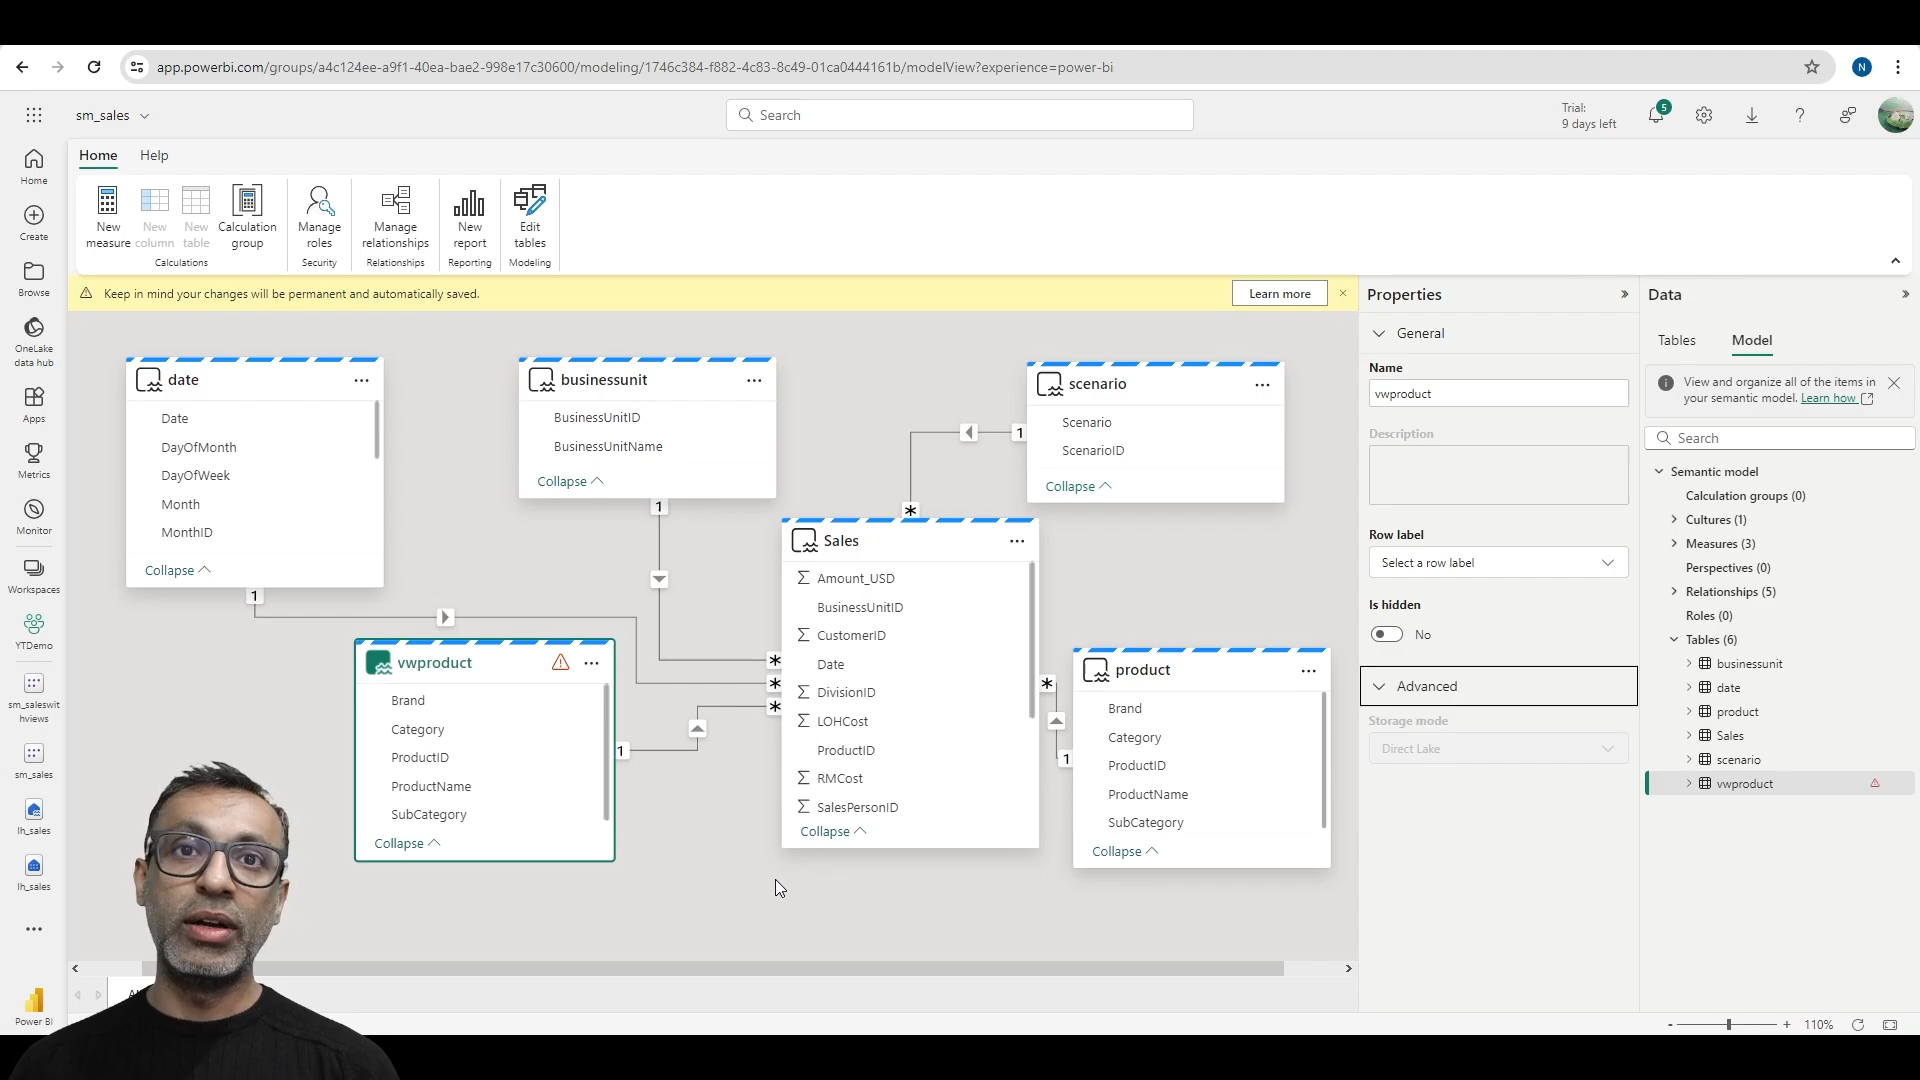 app.powerbi.com/groups/a4c124ee-a9f1-40ea-bae2-998e17c30600/modeling/1746c384-f882-4c83-8c49-01ca0444161b/modelView?experience=power-bi
N
sm_sales
Search
Trial:
9 days left
5
Home
Help
New
measure
New
column
New
table
Calculation
group
Calculations
Manage
roles
Security
Manage
relationships
Relationships
New
report
Reporting
Edit
tables
Modeling
Home
Create
Browse
OneLake
data hub
Apps
Metrics
Monitor
Workspaces
YTDemo
sm_saleswit
hviews
sm_sales
lh_sales
lh_sales
Power BI
Keep in mind your changes will be permanent and automatically saved.
Learn more
date
Date
DayOfMonth
DayOfWeek
Month
MonthID
Collapse
1
businessunit
BusinessUnitID
BusinessUnitName
Collapse
1
scenario
Scenario
ScenarioID
Collapse
1
*
Sales
Amount_USD
BusinessUnitID
CustomerID
Date
DivisionID
LOHCost
ProductID
RMCost
SalesPersonID
Collapse
*
*
*
*
vwproduct
Brand
Category
ProductID
ProductName
SubCategory
Collapse
1
product
Brand
Category
ProductID
ProductName
SubCategory
Collapse
1
Properties
General
Name
vwproduct
Description
Row label
Select a row label
Is hidden
No
Advanced
Storage mode
Direct Lake
Data
Tables
Model
View and organize all of the items in
your semantic model. Learn how
Search
Semantic model
Calculation groups (0)
Cultures (1)
Measures (3)
Perspectives (0)
Relationships (5)
Roles (0)
Tables (6)
businessunit
date
product
Sales
scenario
vwproduct
- + 110%